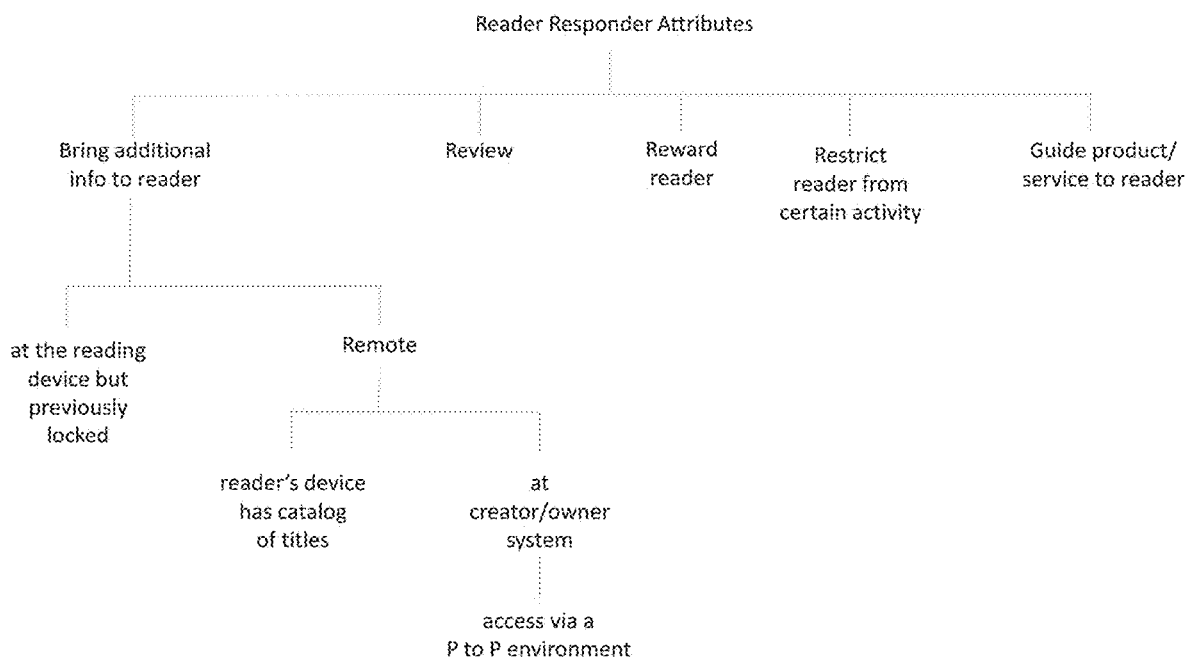 Reader Responder Attributes
Bring additional
info to reader
Review
Reward
reader
Restrict
reader from
certain activity
Guide product/
service to reader
at the reading
device but
previously
locked
Remote
reader's device
has catalog
of titles
at
creator/owner
system
access via a
P to P environment